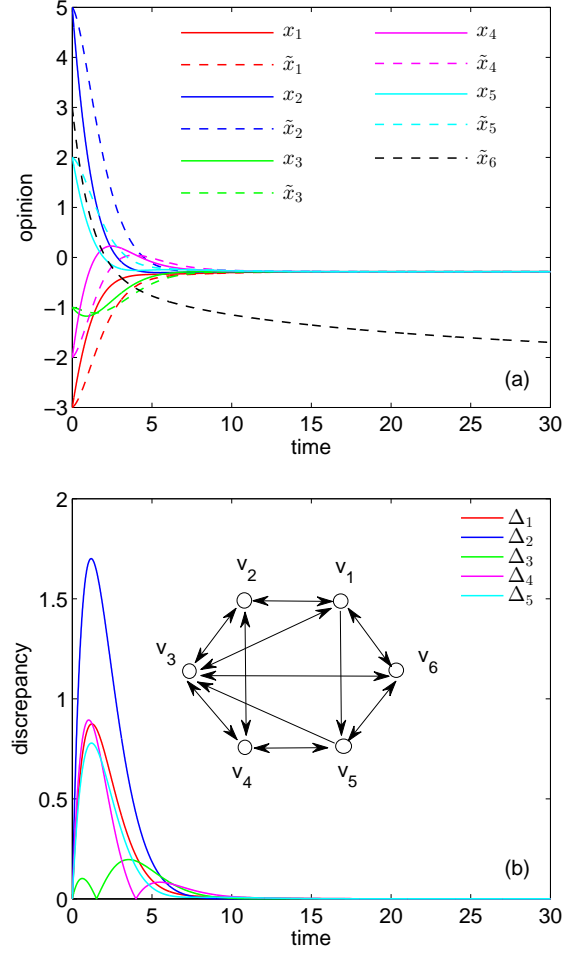 5
4
3
2
1
0
−1
−2
−3
opinion
x₁ x₄
x̃₁ x̃₄
x₂ x₅
x̃₂ x̃₅
x₃ x̃₆
x̃₃
(a)
0 5 10 15 20 25 30
time
2
1.5
1
0.5
0
discrepancy
Δ₁
Δ₂
Δ₃
Δ₄
Δ₅
v₂ v₁
v₃ v₆
v₄ v₅
(b)
0 5 10 15 20 25 30
time